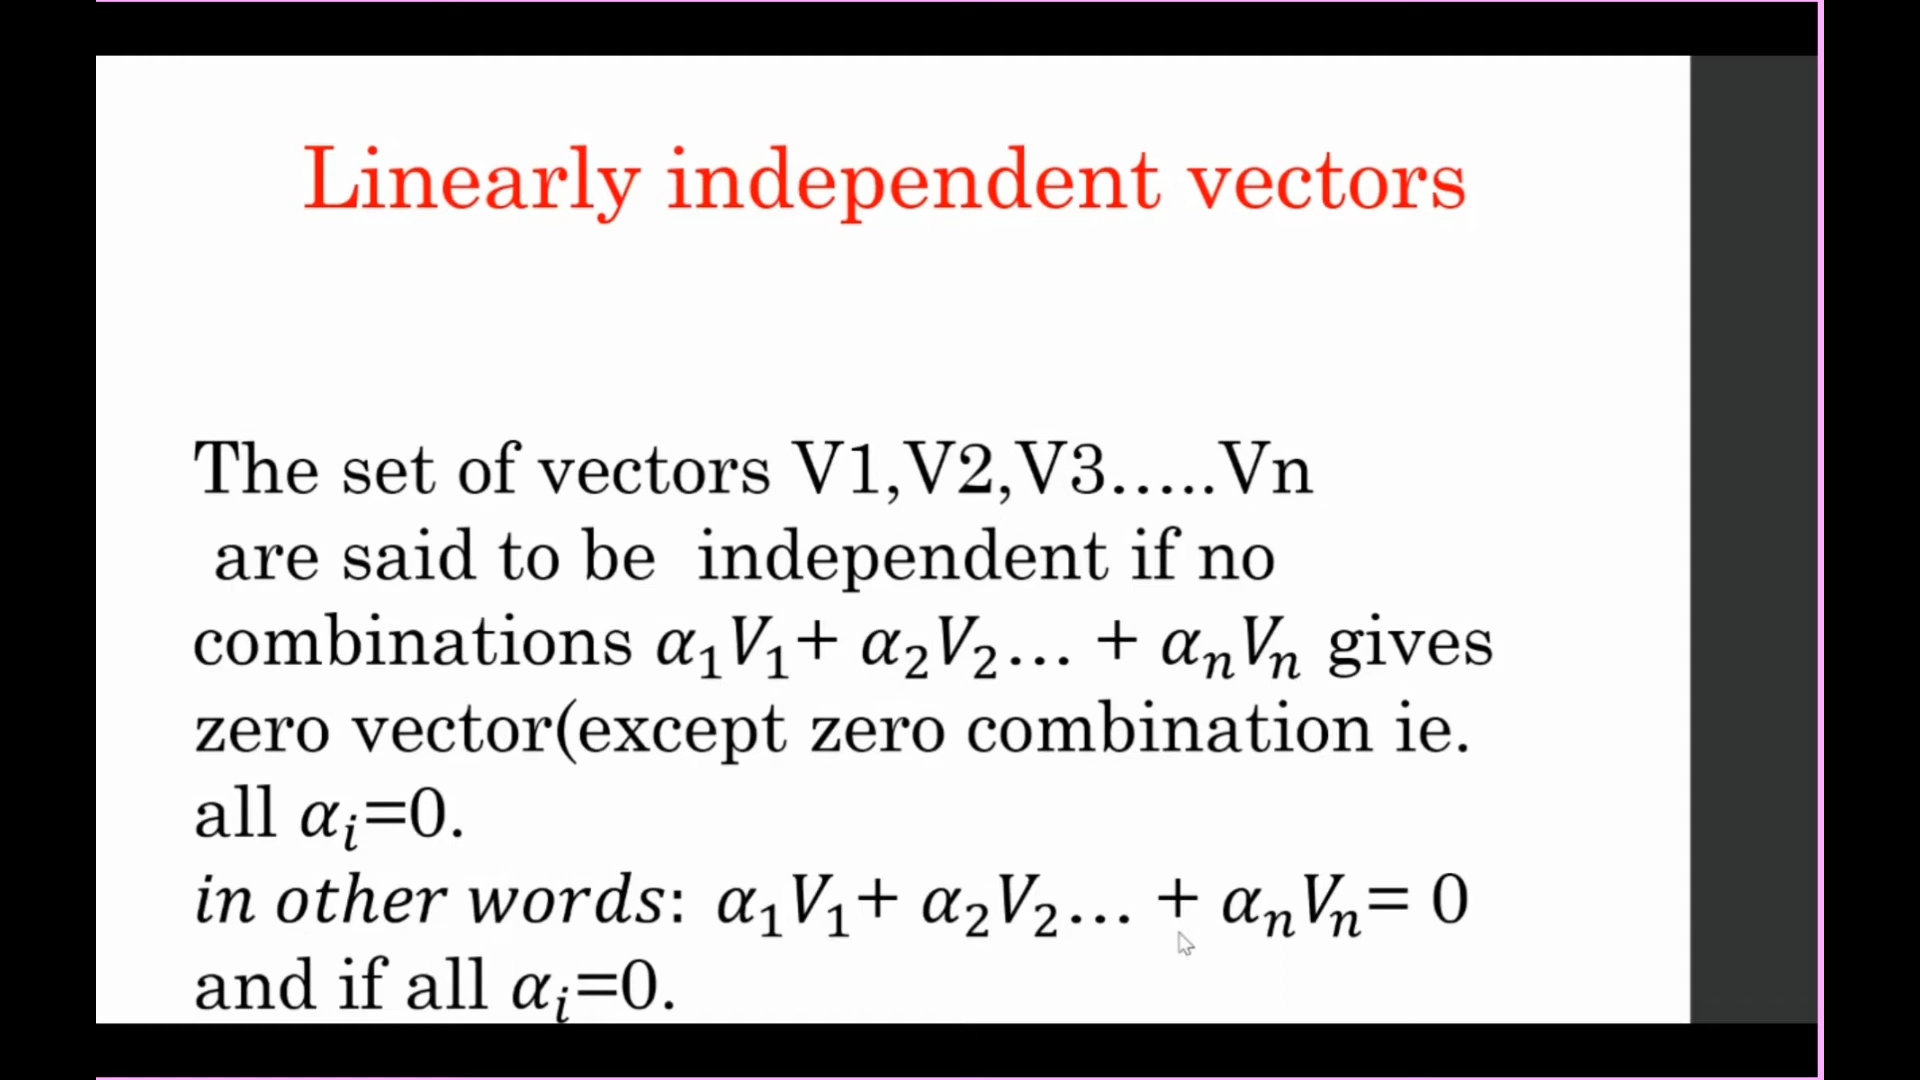 Linearly independent vectors
The set of vectors V1,V2,V3.....Vn
are said to be independent if no
combinations 𝛼₁𝑉₁+ 𝛼₂𝑉₂… + 𝛼ₙ𝑉ₙ gives
zero vector(except zero combination ie.
all 𝛼ᵢ=0.
in other words: 𝛼₁𝑉₁+ 𝛼₂𝑉₂… + 𝛼ₙ𝑉ₙ= 0
and if all 𝛼ᵢ=0.